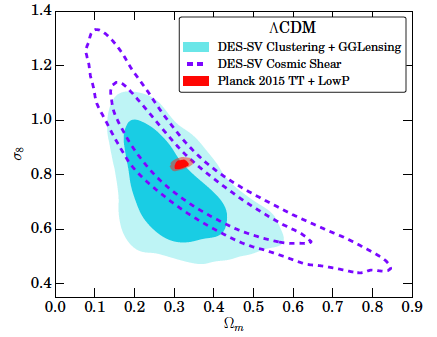 ΛCDM
DES-SV Clustering + GGLensing
DES-SV Cosmic Shear
Planck 2015 TT + LowP
1.4
1.2
1.0
0.8
0.6
0.4
σ8
0.0 0.1 0.2 0.3 0.4 0.5 0.6 0.7 0.8 0.9
Ωm